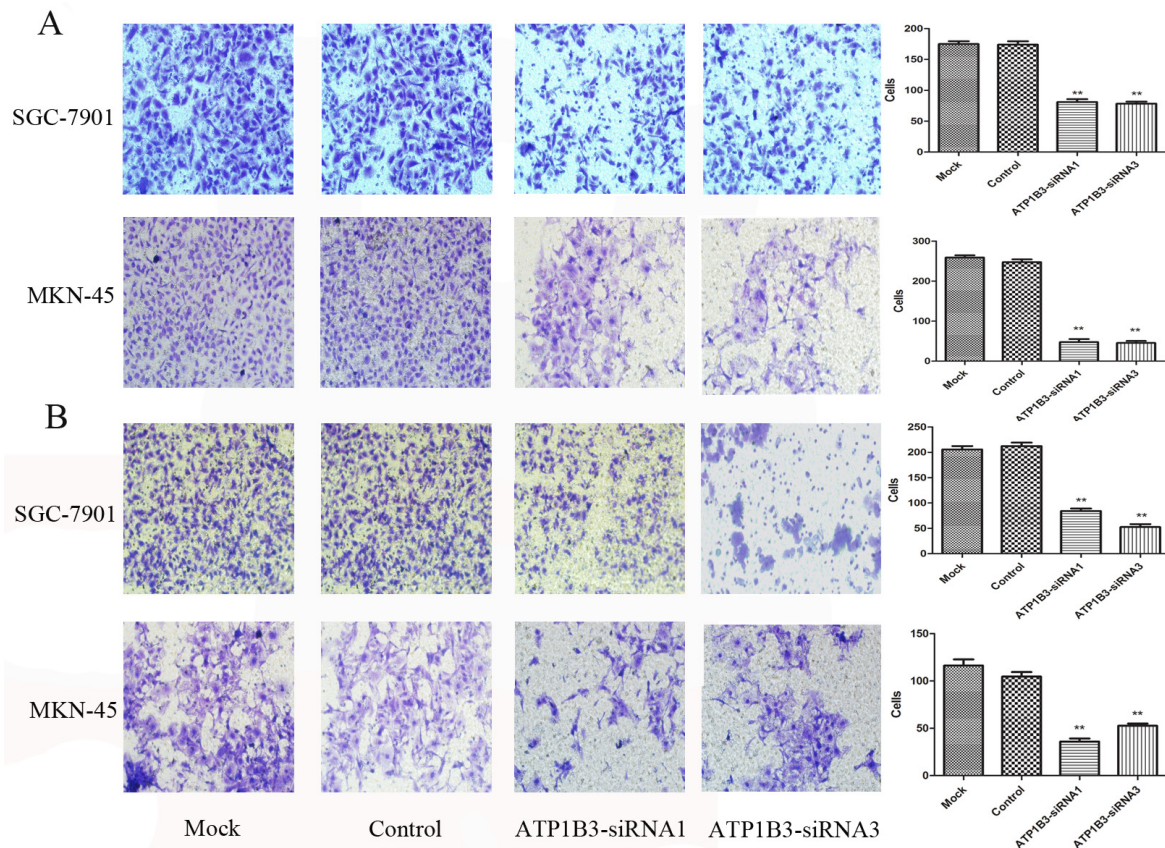 A
SGC-7901
200
150
100
50
0
Cells
**
**
Mock
Control
ATP1B3-siRNA1
ATP1B3-siRNA3
MKN-45
300
200
100
0
Cells
**
**
Mock
Control
ATP1B3-siRNA1
ATP1B3-siRNA3
B
SGC-7901
250
200
150
100
50
0
Cells
**
**
Mock
Control
ATP1B3-siRNA1
ATP1B3-siRNA3
MKN-45
150
100
50
0
Cells
**
**
Mock
Control
ATP1B3-siRNA1
ATP1B3-siRNA3
Mock Control ATP1B3-siRNA1 ATP1B3-siRNA3